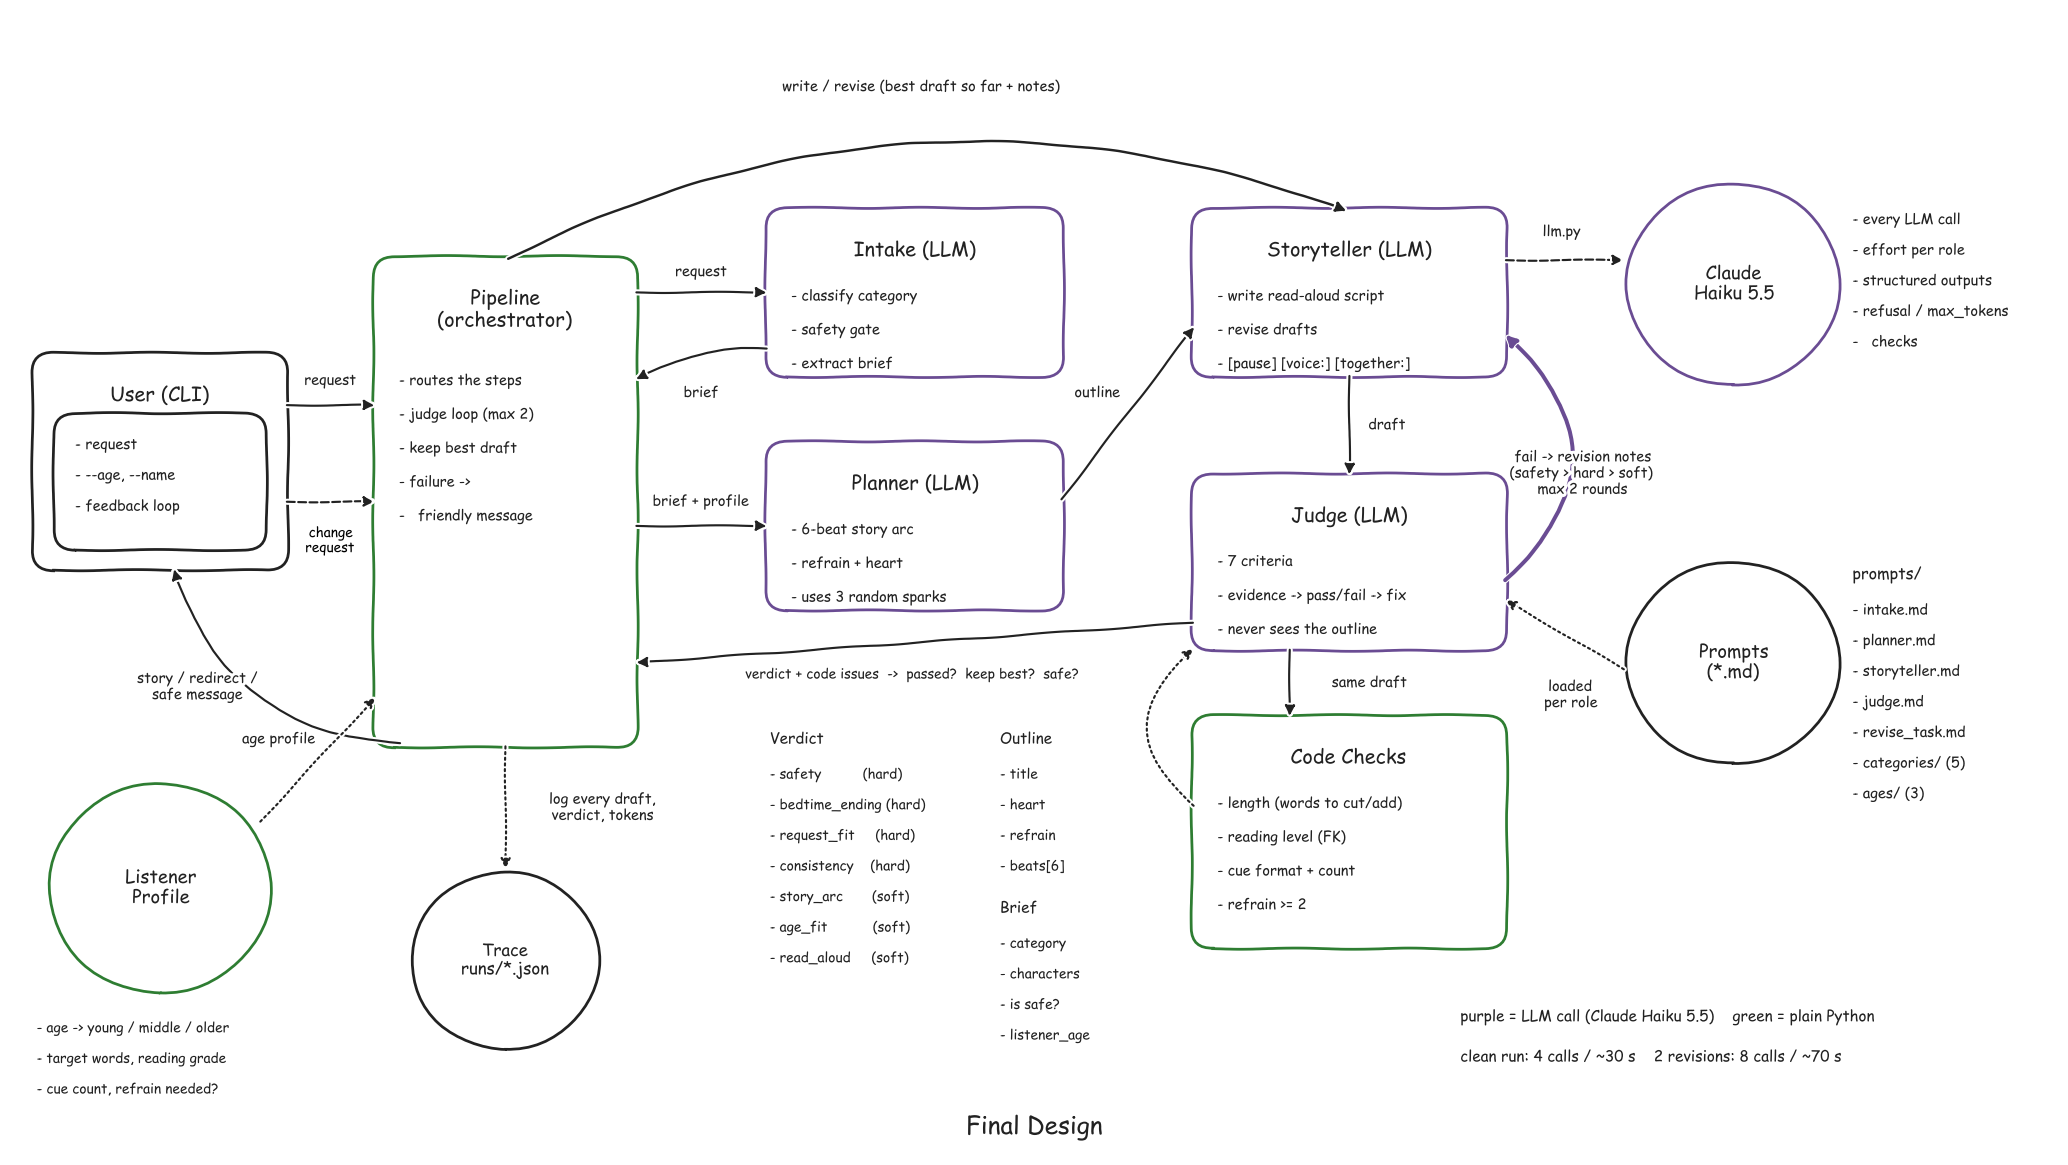 write / revise (best draft so far + notes)
User (CLI)
- request
- --age, --name
- feedback loop
request
change
request
Pipeline
(orchestrator)
- routes the steps
- judge loop (max 2)
- keep best draft
- failure ->
-   friendly message
request
brief
brief + profile
Intake (LLM)
- classify category
- safety gate
- extract brief
Planner (LLM)
- 6-beat story arc
- refrain + heart
- uses 3 random sparks
outline
Storyteller (LLM)
- write read-aloud script
- revise drafts
- [pause] [voice:] [together:]
llm.py
Claude
Haiku 5.5
- every LLM call
- effort per role
- structured outputs
- refusal / max_tokens
-   checks
draft
fail -> revision notes
(safety > hard > soft)
max 2 rounds
Judge (LLM)
- 7 criteria
- evidence -> pass/fail -> fix
- never sees the outline
verdict + code issues  ->  passed?  keep best?  safe?
same draft
loaded
per role
Prompts
(*.md)
prompts/
- intake.md
- planner.md
- storyteller.md
- judge.md
- revise_task.md
- categories/ (5)
- ages/ (3)
Code Checks
- length (words to cut/add)
- reading level (FK)
- cue format + count
- refrain >= 2
story / redirect /
safe message
age profile
Listener
Profile
- age -> young / middle / older
- target words, reading grade
- cue count, refrain needed?
log every draft,
verdict, tokens
Trace
runs/*.json
Verdict
- safety (hard)
- bedtime_ending (hard)
- request_fit (hard)
- consistency (hard)
- story_arc (soft)
- age_fit (soft)
- read_aloud (soft)
Outline
- title
- heart
- refrain
- beats[6]
Brief
- category
- characters
- is safe?
- listener_age
purple = LLM call (Claude Haiku 5.5)    green = plain Python
clean run: 4 calls / ~30 s    2 revisions: 8 calls / ~70 s
Final Design